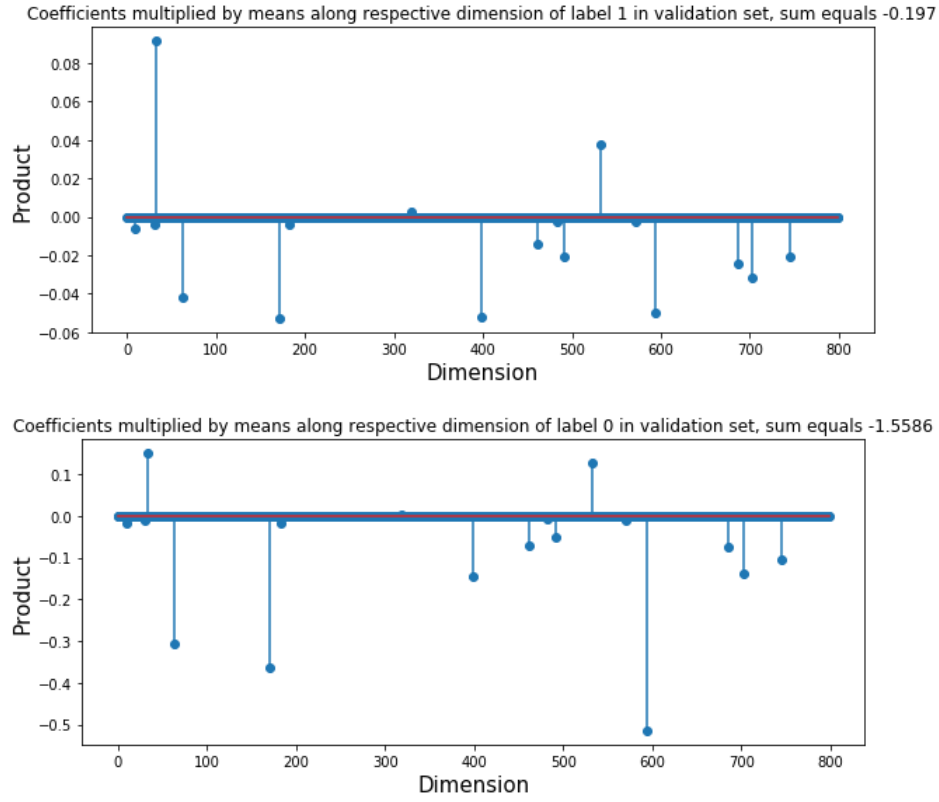 Coefficients multiplied by means along respective dimension of label 1 in validation set, sum equals -0.197
0.08
0.06
0.04
0.02
0.00
−0.02
−0.04
−0.06
Product
0 100 200 300 400 500 600 700 800
Dimension
Coefficients multiplied by means along respective dimension of label 0 in validation set, sum equals -1.5586
0.1
0.0
−0.1
−0.2
−0.3
−0.4
−0.5
Product
0 100 200 300 400 500 600 700 800
Dimension